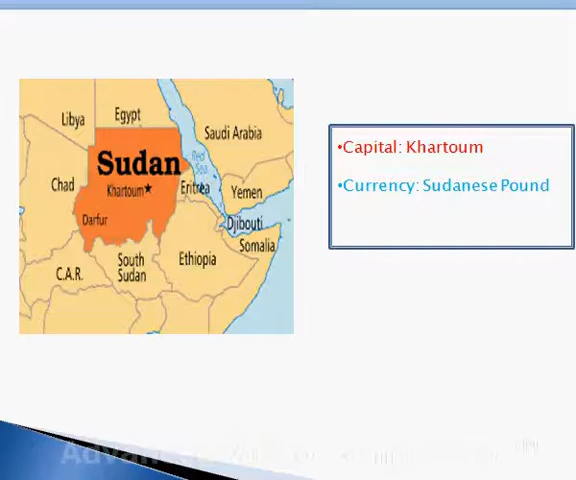 Egypt
Libya
Saudi Arabia
Sudan
Red
Sea
Chad
Khartoum
Eritrea
Yemen
Darfur
Djibouti
Somalia
C.A.R.
South
Sudan
Ethiopia
•Capital: Khartoum
•Currency: Sudanese Pound